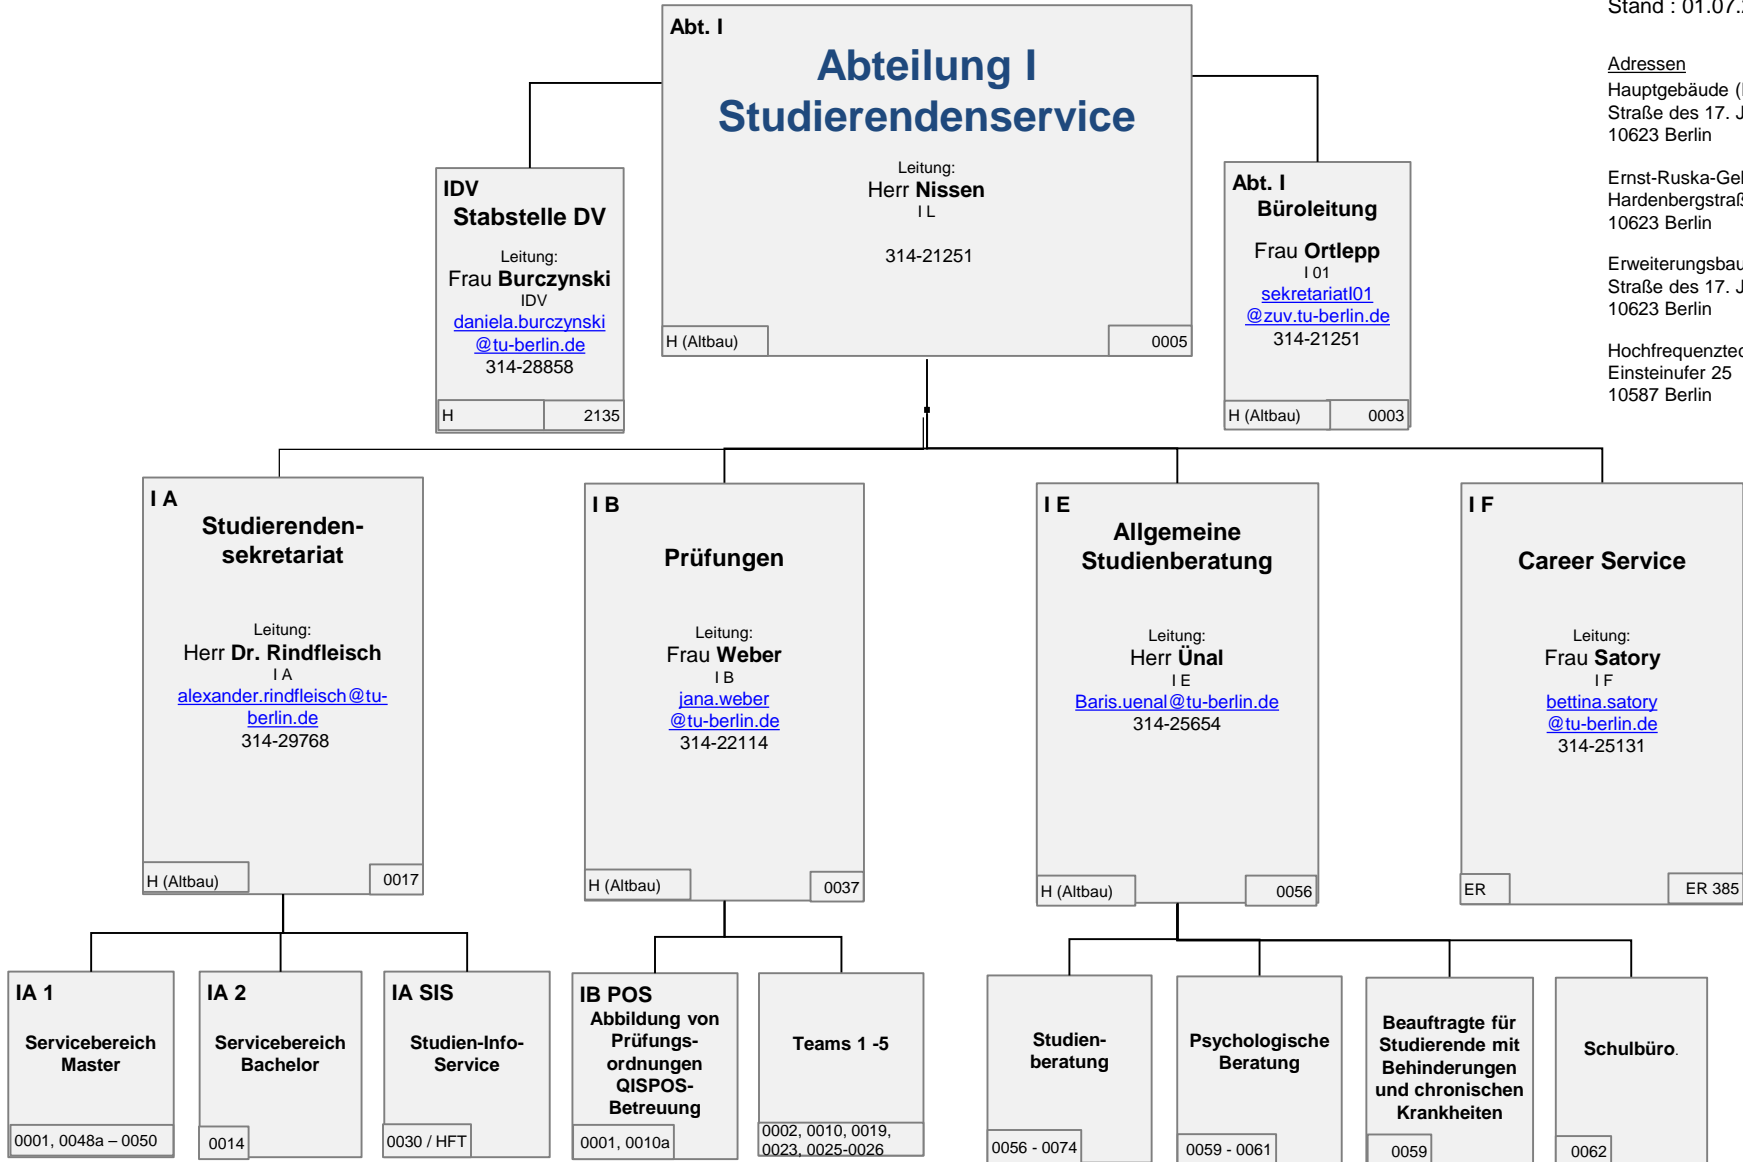 Stand : 01.07.
Adressen
Hauptgebäude (
Straße des 17. J
10623 Berlin
Ernst-Ruska-Ge
Hardenbergstra
10623 Berlin
Erweiterungsbau
Straße des 17. J
10623 Berlin
Hochfrequenztec
Einsteinufer 25
10587 Berlin
Abt. I
Abteilung I
Studierendenservice
Leitung:
Herr Nissen
I L
314-21251
H (Altbau)
0005
IDV
Stabstelle DV
Leitung:
Frau Burczynski
IDV
daniela.burczynski
@tu-berlin.de
314-28858
H
2135
Abt. I
Büroleitung
Frau Ortlepp
I 01
sekretariatI01
@zuv.tu-berlin.de
314-21251
H (Altbau)
0003
I A
Studierenden-
sekretariat
Leitung:
Herr Dr. Rindfleisch
I A
alexander.rindfleisch@tu-
berlin.de
314-29768
H (Altbau)
0017
I B
Prüfungen
Leitung:
Frau Weber
I B
jana.weber
@tu-berlin.de
314-22114
H (Altbau)
0037
I E
Allgemeine
Studienberatung
Leitung:
Herr Ünal
I E
Baris.uenal@tu-berlin.de
314-25654
H (Altbau)
0056
I F
Career Service
Leitung:
Frau Satory
I F
bettina.satory
@tu-berlin.de
314-25131
ER
ER 385
IA 1
Servicebereich
Master
0001, 0048a – 0050
IA 2
Servicebereich
Bachelor
0014
IA SIS
Studien-Info-
Service
0030 / HFT
IB POS
Abbildung von
Prüfungs-
ordnungen
QISPOS-
Betreuung
0001, 0010a
Teams 1 -5
0002, 0010, 0019,
0023, 0025-0026
Studien-
beratung
0056 - 0074
Psychologische
Beratung
0059 - 0061
Beauftragte für
Studierende mit
Behinderungen
und chronischen
Krankheiten
0059
Schulbüro.
0062